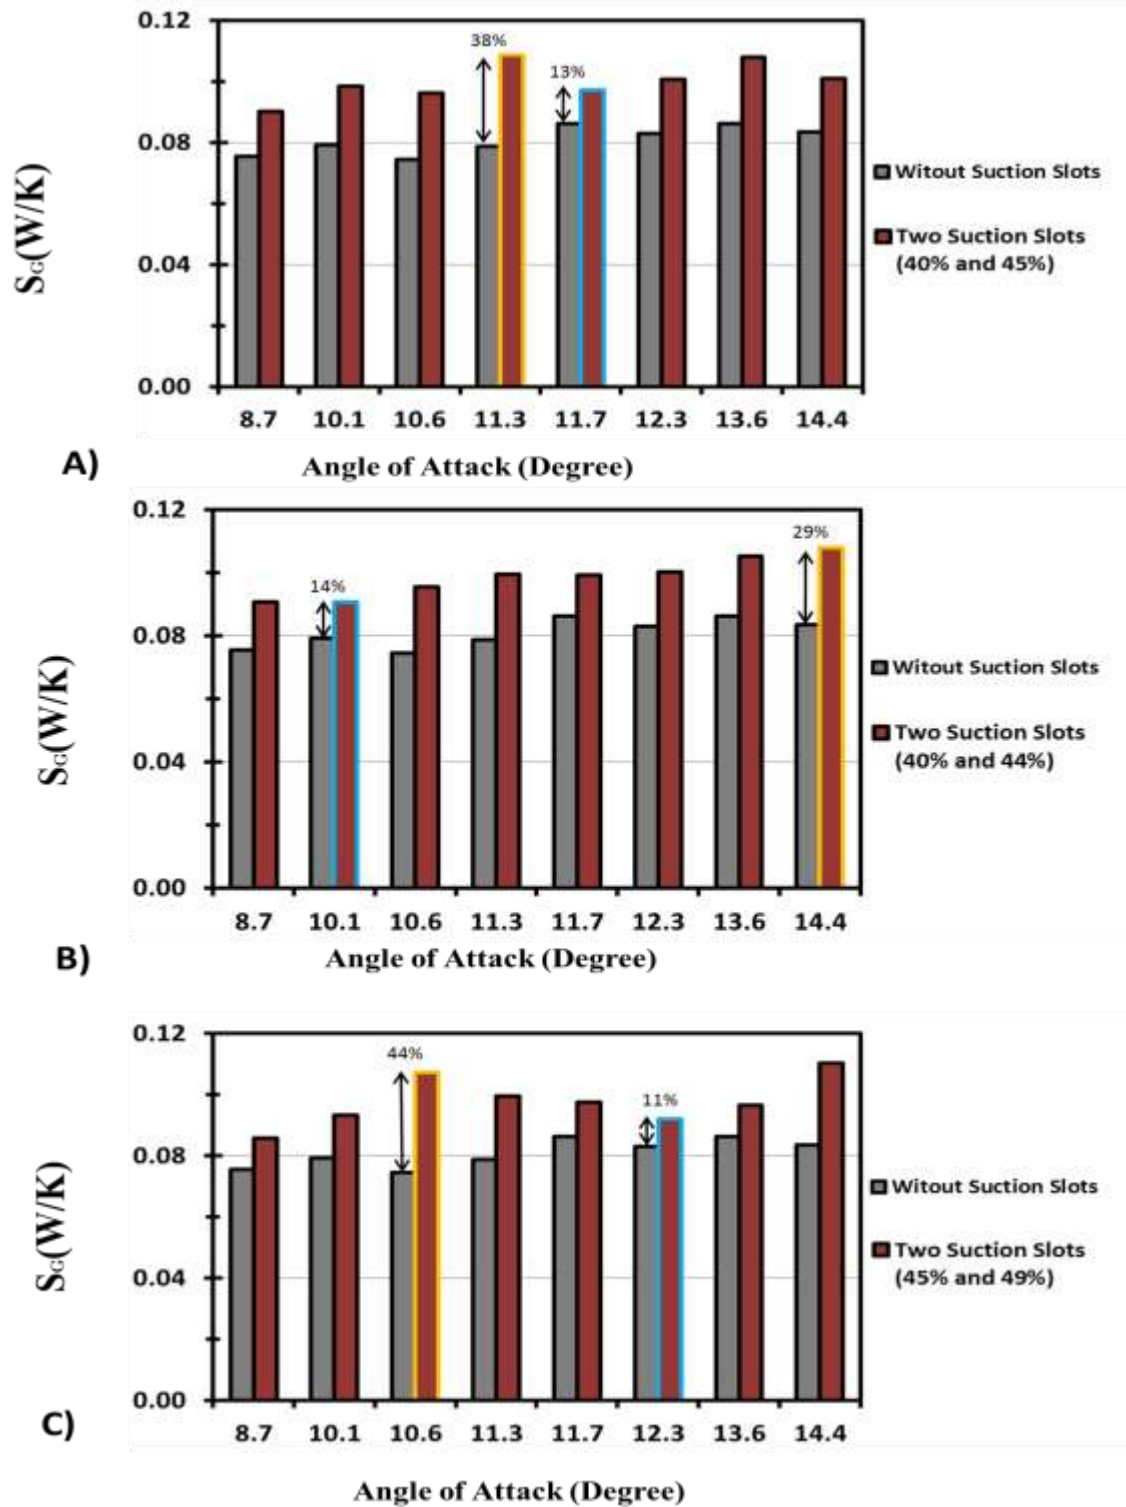 0.12
38%
13%
0.08
0.04
0.00
SG(W/K)
Witout Suction Slots
Two Suction Slots
(40% and 45%)
8.7 10.1 10.6 11.3 11.7 12.3 13.6 14.4
A) Angle of Attack (Degree)
0.12
29%
14%
0.08
0.04
0.00
SG(W/K)
Witout Suction Slots
Two Suction Slots
(40% and 44%)
8.7 10.1 10.6 11.3 11.7 12.3 13.6 14.4
B) Angle of Attack (Degree)
0.12
44%
11%
0.08
0.04
0.00
SG(W/K)
Witout Suction Slots
Two Suction Slots
(45% and 49%)
C)
8.7 10.1 10.6 11.3 11.7 12.3 13.6 14.4
Angle of Attack (Degree)